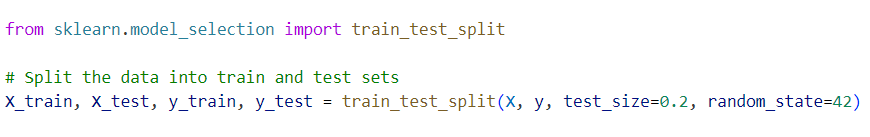 from sklearn.model_selection import train_test_split
# Split the data into train and test sets
X_train, X_test, y_train, y_test = train_test_split(X, y, test_size=0.2, random_state=42)